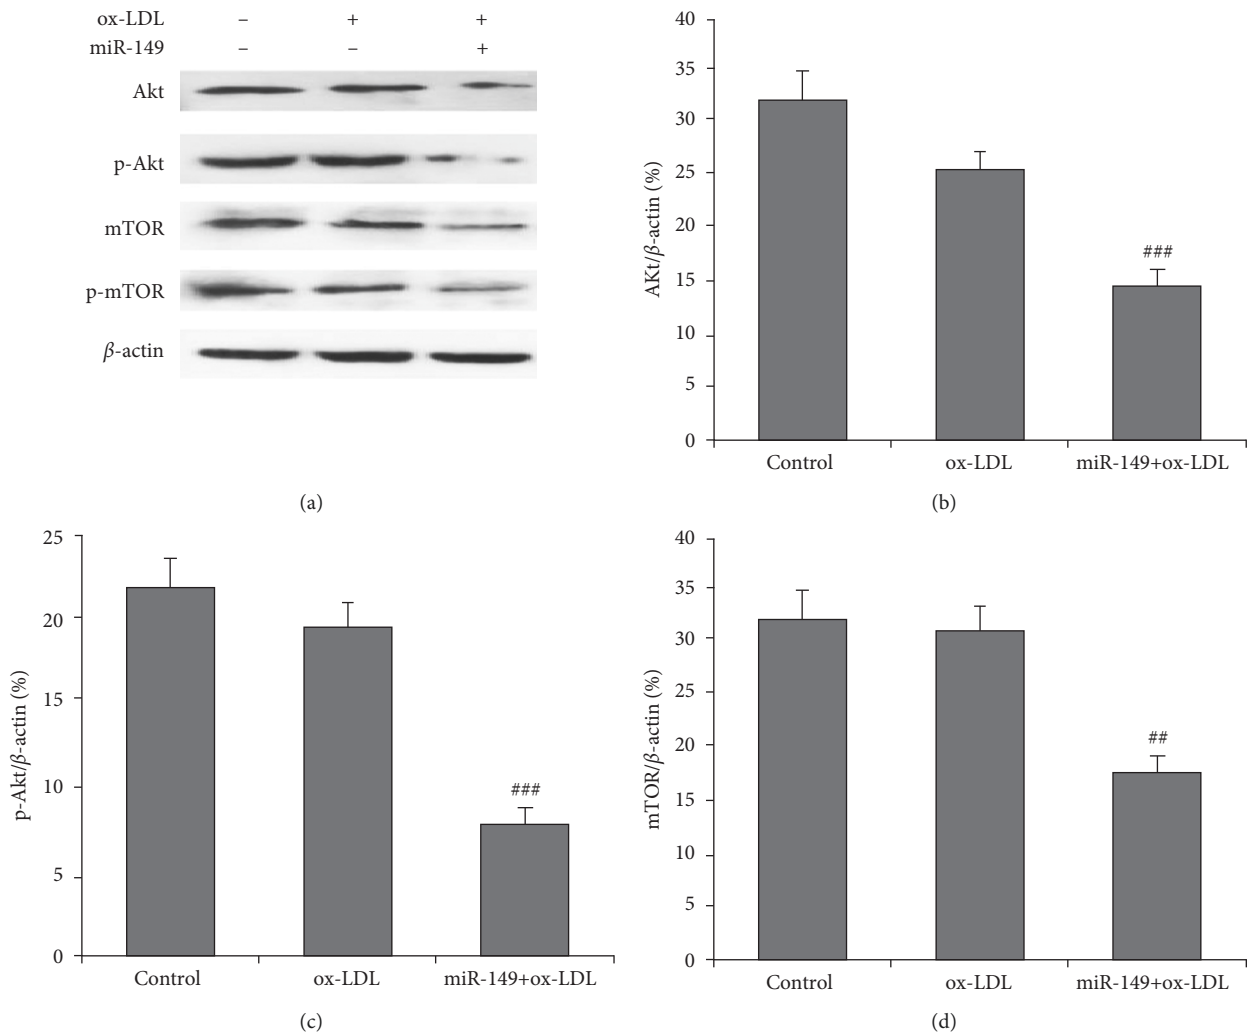 ox-LDL – + +
miR-149 – – +
Akt
p-Akt
mTOR
p-mTOR
β-actin
(a)
AKt/β-actin (%)
40
35
30
25
20
15
10
5
0
###
Control ox-LDL miR-149+ox-LDL
(b)
p-Akt/β-actin (%)
25
20
15
10
5
0
###
Control ox-LDL miR-149+ox-LDL
(c)
mTOR/β-actin (%)
40
35
30
25
20
15
10
5
0
##
Control ox-LDL miR-149+ox-LDL
(d)